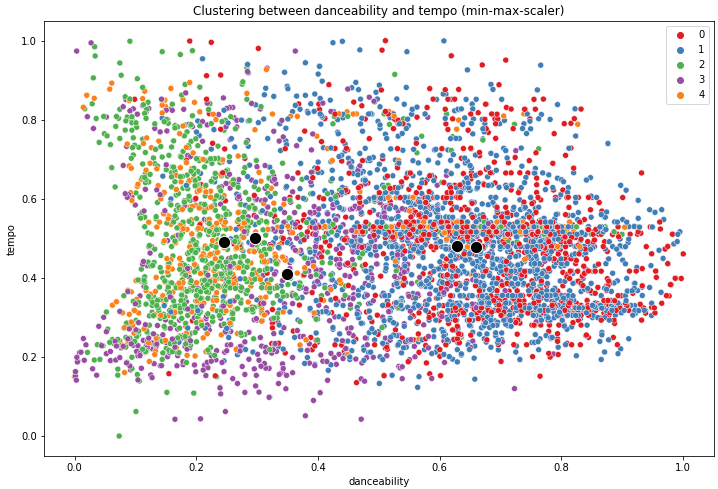 Clustering between danceability and tempo (min-max-scaler)
1.0
0.8
0.6
0.4
0.2
0.0
tempo
0.0 0.2 0.4 0.6 0.8 1.0
danceability
0
1
2
3
4